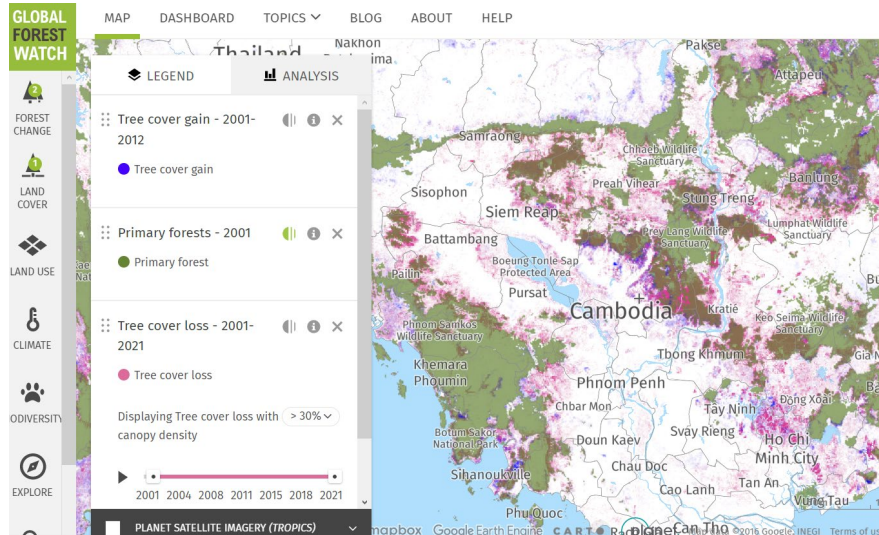 GLOBAL
FOREST
WATCH
MAP
DASHBOARD
TOPICS
BLOG
ABOUT
HELP
2
FOREST
CHANGE
1
LAND
COVER
LAND USE
CLIMATE
ODIVERSITY
EXPLORE
LEGEND
ANALYSIS
Tree cover gain - 2001-
2012
Tree cover gain
Primary forests - 2001
Primary forest
Tree cover loss - 2001-
2021
Tree cover loss
Displaying Tree cover loss with
> 30%
canopy density
2001 2004 2008 2011 2015 2018 2021
PLANET SATELLITE IMAGERY (TROPICS)
Thailand
Nakhon
ima
Pakse
Attapeu
Samraong
Chhaeb Wildlife
Sanctuary
Banlung
Preah Vihear
Sisophon
Stung Treng
Siem Reap
Lumphat Wildlife
Sanctuary
Prey Lang Wildlife
Sanctuary
Battambang
Boeung Tonle Sap
Protected Area
Pailin
Pursat
Cambodia
Kratié
Keo Seima Wildlife
Sanctuary
Phnom Samkos
Wildlife Sanctuary
Tbong Khmum
Gia N
Khemara
Phoumin
Phnom Penh
Chbar Mon
Đồng Xoài
Tây Ninh
Botum Sakor
National Park
Doun Kaev
Svay Rieng
Ho Chi
Minh City
Sihanoukville
Chau Doc
Cao Lanh
Tan An
Vung Tau
Phu Quoc
Can Tho
mapbox
Google Earth Engine
CARTO
planet
©2016 Google, INEGI
Terms of us